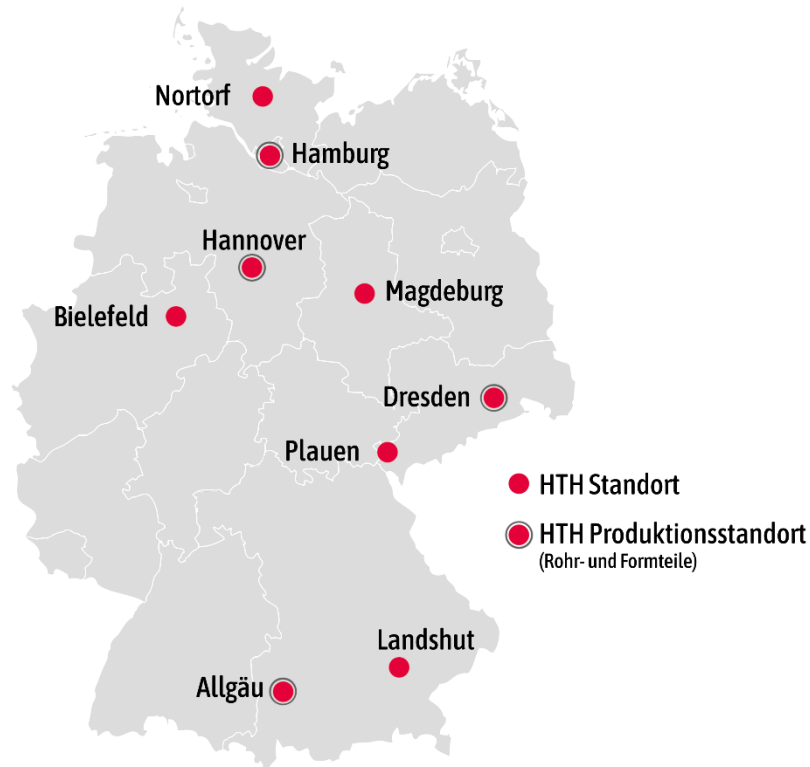 Nortorf
Hamburg
Hannover
Magdeburg
Bielefeld
Dresden
Plauen
HTH Standort
HTH Produktionsstandort
(Rohr- und Formteile)
Landshut
Allgäu